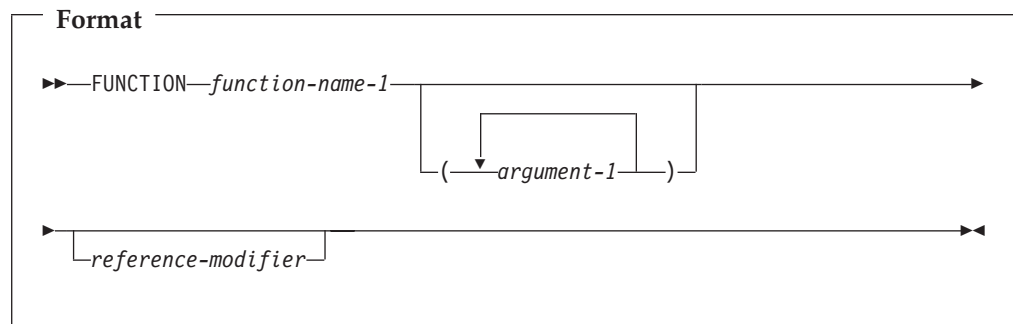 Format
FUNCTION function-name-1
( argument-1 )
reference-modifier